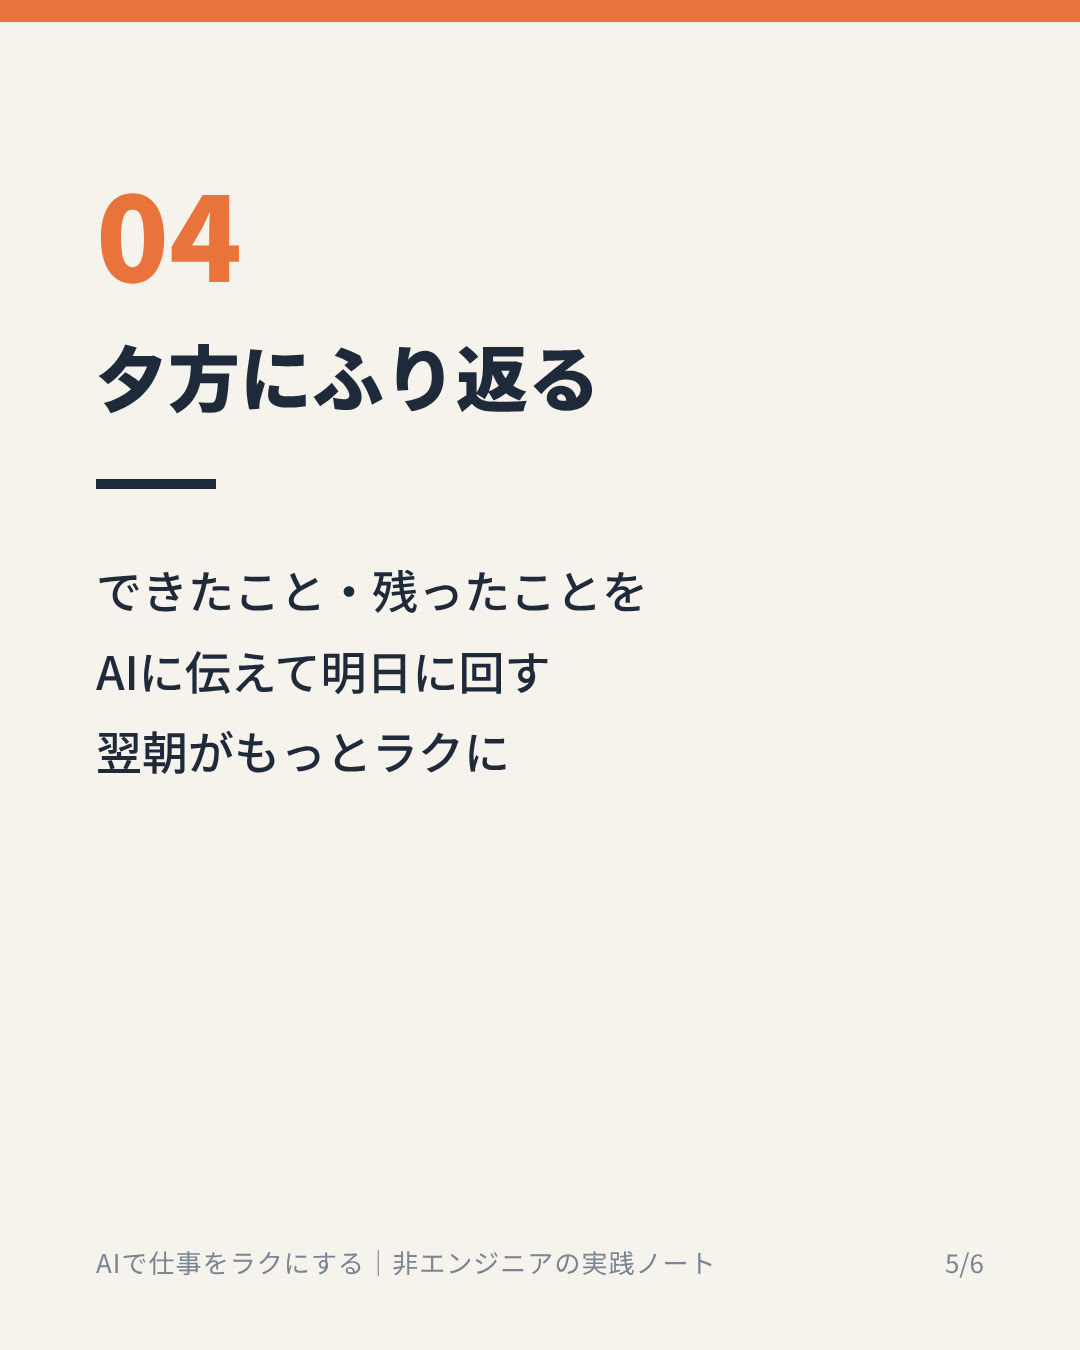 04
夕方にふり返る
できたこと・残ったことを
AIに伝えて明日に回す
翌朝がもっとラクに
AIで仕事をラクにする｜非エンジニアの実践ノート
5/6